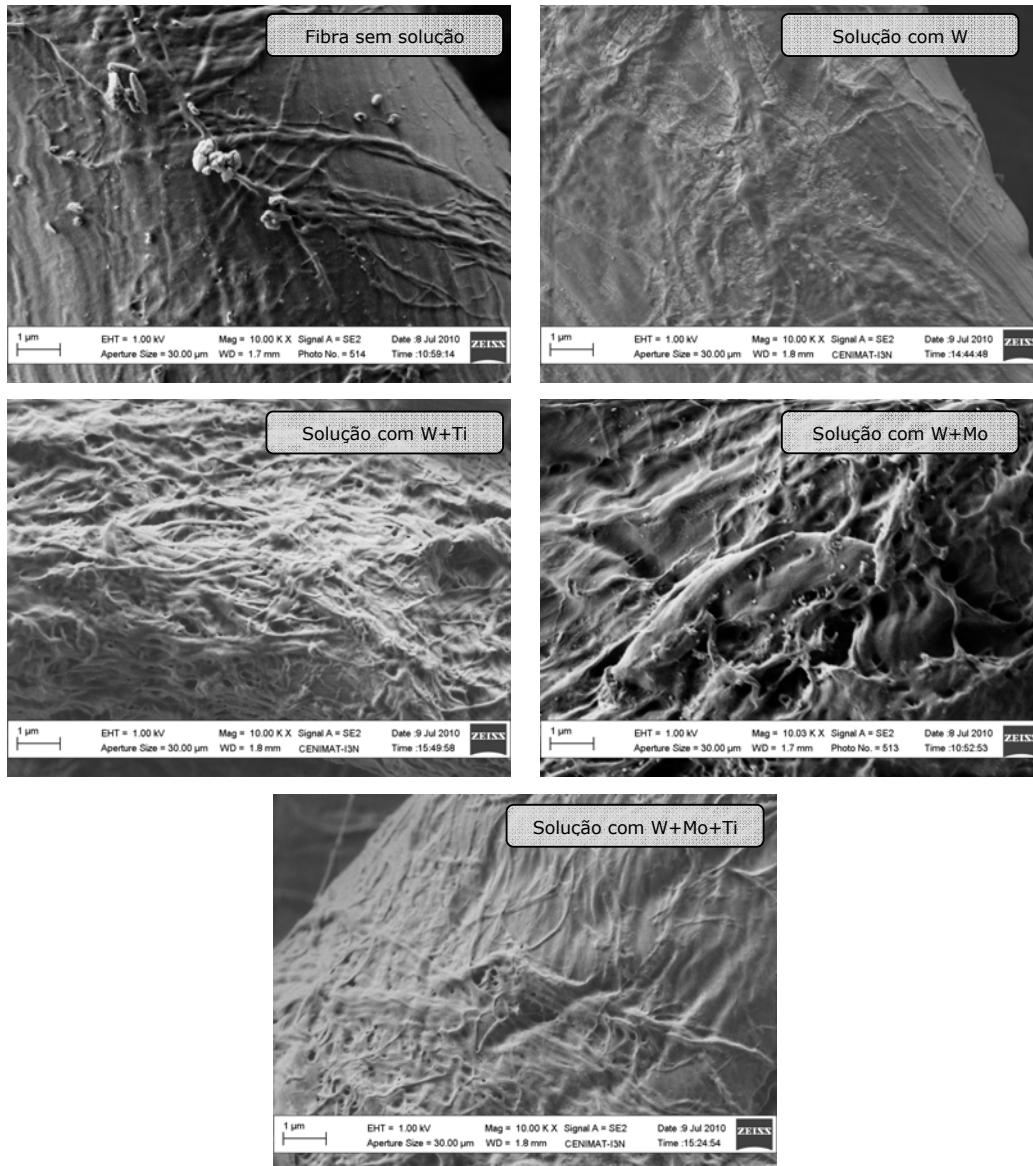 Fibra sem solução
1 µm
EHT = 1.00 kV Mag = 10.00 K X Signal A = SE2 Date :8 Jul 2010
Aperture Size = 30.00 µm WD = 1.7 mm Photo No. = 514 Time :10:59:14
ZEISS
Solução com W
1 µm
EHT = 1.00 kV Mag = 10.00 K X Signal A = SE2 Date :9 Jul 2010
Aperture Size = 30.00 µm WD = 1.8 mm CENIMAT-I3N Time :14:44:48
ZEISS
Solução com W+Ti
1 µm
EHT = 1.00 kV Mag = 10.00 K X Signal A = SE2 Date :9 Jul 2010
Aperture Size = 30.00 µm WD = 1.8 mm CENIMAT-I3N Time :15:49:58
ZEISS
Solução com W+Mo
1 µm
EHT = 1.00 kV Mag = 10.03 K X Signal A = SE2 Date :8 Jul 2010
Aperture Size = 30.00 µm WD = 1.7 mm Photo No. = 513 Time :10:52:53
ZEISS
Solução com W+Mo+Ti
1 µm
EHT = 1.00 kV Mag = 10.00 K X Signal A = SE2 Date :9 Jul 2010
Aperture Size = 30.00 µm WD = 1.8 mm CENIMAT-I3N Time :15:24:54
ZEISS